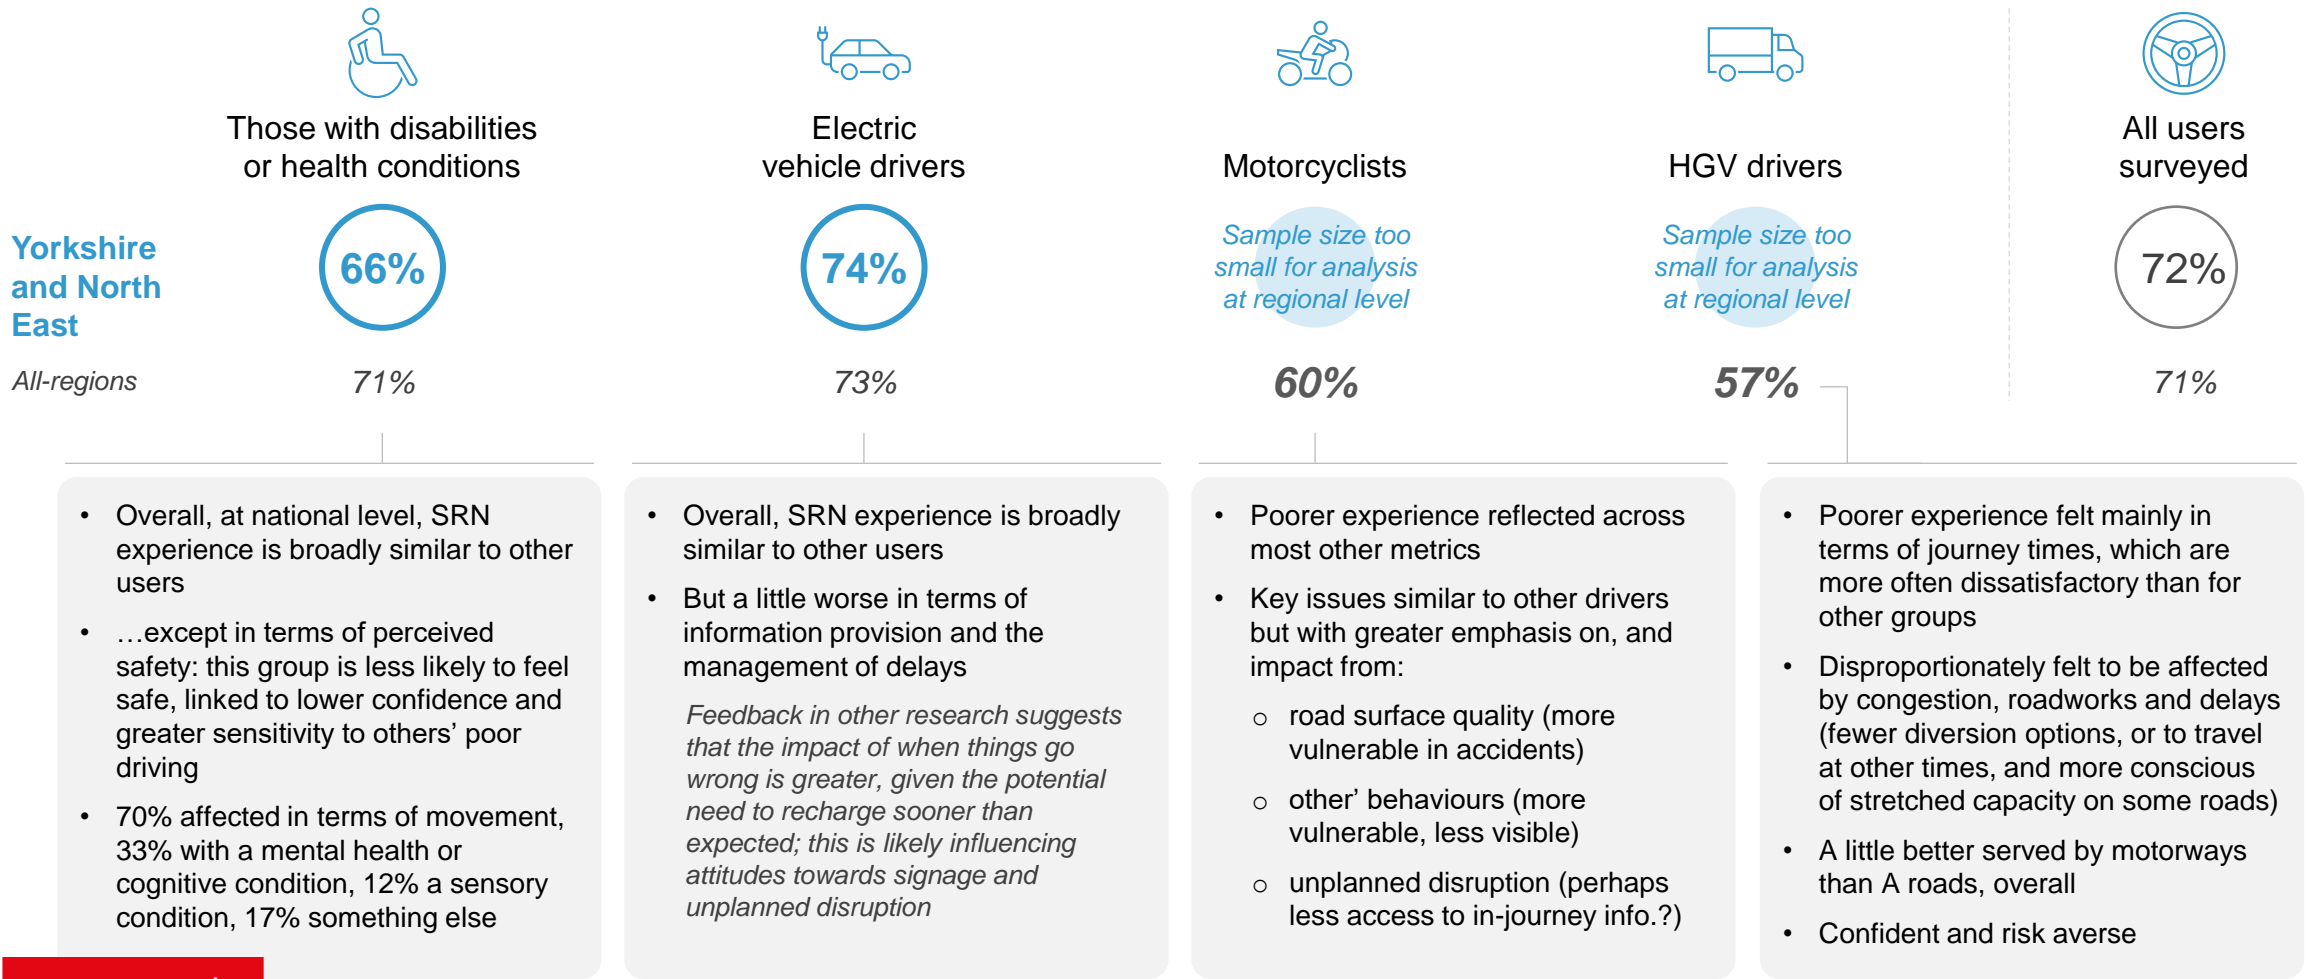 Those with disabilities
or health conditions
Electric
vehicle drivers
Motorcyclists
HGV drivers
All users
surveyed
Yorkshire
and North
East
66%
74%
Sample size too
small for analysis
at regional level
Sample size too
small for analysis
at regional level
72%
All-regions
71%
73%
60%
57%
71%
• Overall, at national level, SRN
experience is broadly similar to other
users
• …except in terms of perceived
safety: this group is less likely to feel
safe, linked to lower confidence and
greater sensitivity to others’ poor
driving
• 70% affected in terms of movement,
33% with a mental health or
cognitive condition, 12% a sensory
condition, 17% something else
• Overall, SRN experience is broadly
similar to other users
• But a little worse in terms of
information provision and the
management of delays
Feedback in other research suggests
that the impact of when things go
wrong is greater, given the potential
need to recharge sooner than
expected; this is likely influencing
attitudes towards signage and
unplanned disruption
• Poorer experience reflected across
most other metrics
• Key issues similar to other drivers
but with greater emphasis on, and
impact from:
o road surface quality (more
vulnerable in accidents)
o other’ behaviours (more
vulnerable, less visible)
o unplanned disruption (perhaps
less access to in-journey info.?)
• Poorer experience felt mainly in
terms of journey times, which are
more often dissatisfactory than for
other groups
• Disproportionately felt to be affected
by congestion, roadworks and delays
(fewer diversion options, or to travel
at other times, and more conscious
of stretched capacity on some roads)
• A little better served by motorways
than A roads, overall
• Confident and risk averse